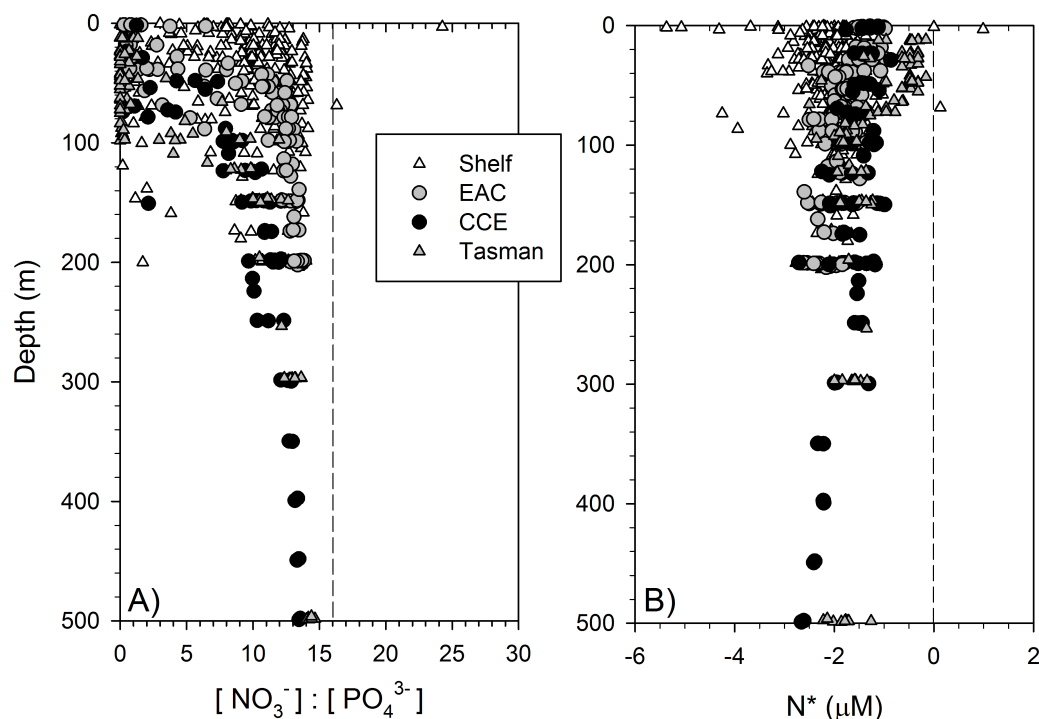 0
100
200
300
400
500
Depth (m)
0 5 10 15 20 25 30
[ NO₃⁻ ] : [ PO₄³⁻ ]
A)
Shelf
EAC
CCE
Tasman
0
100
200
300
400
500
-6 -4 -2 0 2
N* (μM)
B)